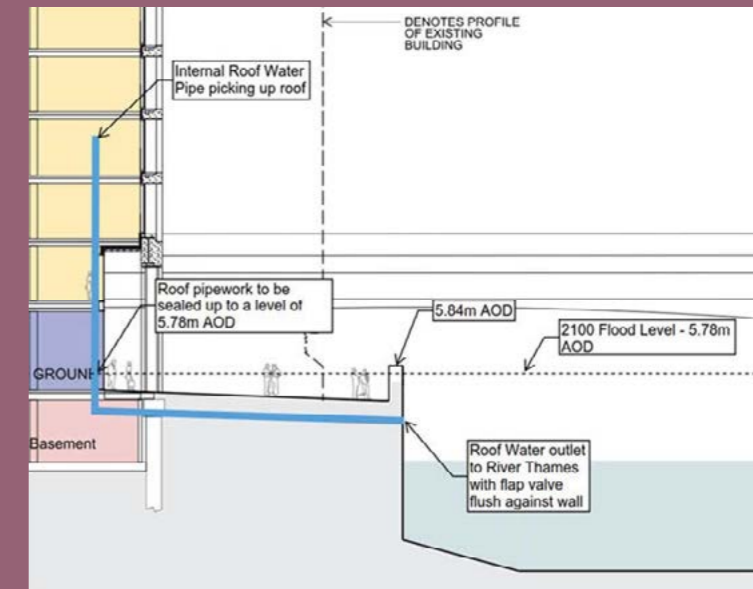 DENOTES PROFILE
OF EXISTING
BUILDING
Internal Roof Water
Pipe picking up roof
Roof pipework to be
sealed up to a level of
5.78m AOD
5.84m AOD
2100 Flood Level - 5.78m
AOD
GROUN
Basement
Roof Water outlet
to River Thames
with flap valve
flush against wall